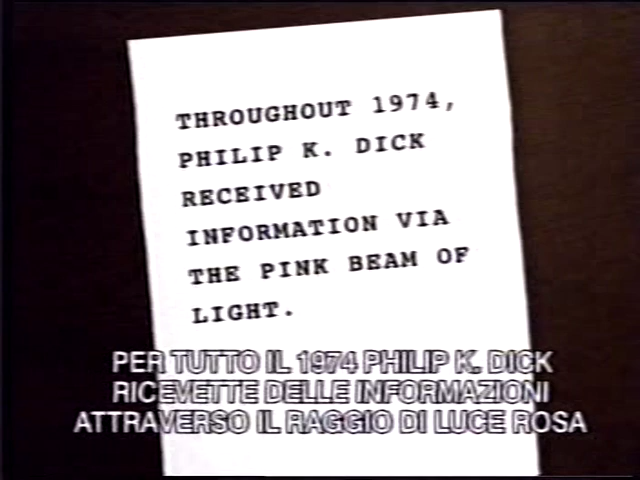 THROUGHOUT 1974,
PHILIP K. DICK
RECEIVED
INFORMATION VIA
THE PINK BEAM OF
LIGHT.
PER TUTTO IL 1974 PHILIP K. DICK
RICEVETTE DELLE INFORMAZIONI
ATTRAVERSO IL RAGGIO DI LUCE ROSA